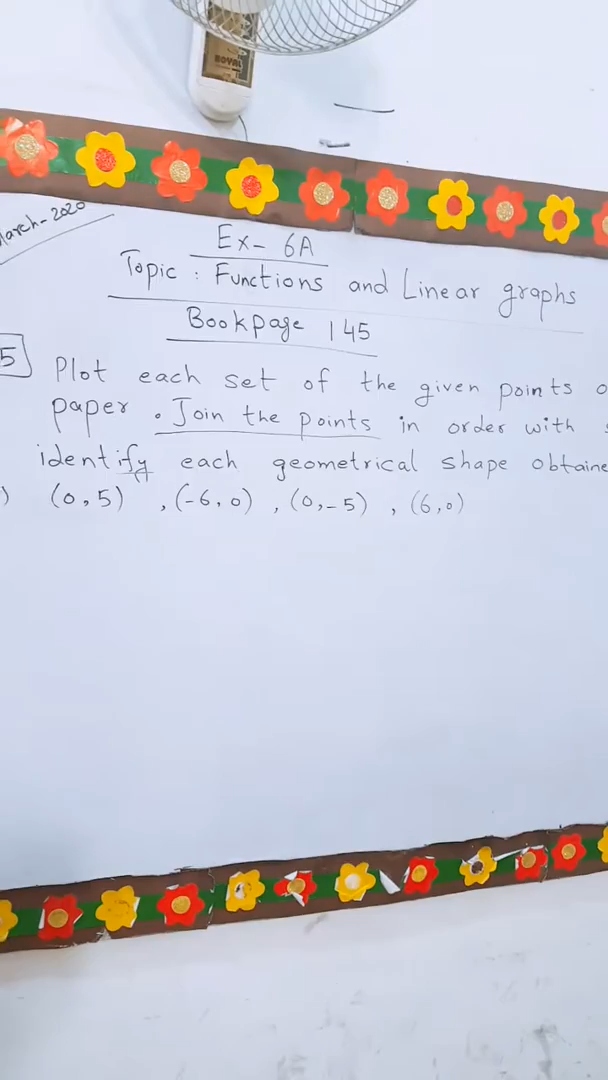 March-2020
Ex- 6A
Topic : Functions and Linear graphs
Bookpage 145
5 Plot each set of the given points
paper . Join the points in order with
identify each geometrical shape
) (0,5) , (-6,0) , (0,-5) , (6,0)
ROYAL